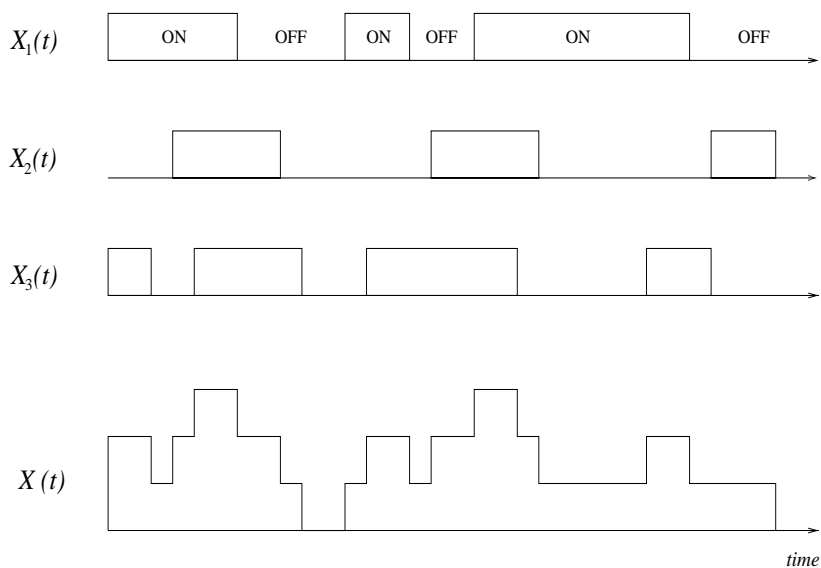 X₁(t) ON OFF ON OFF ON OFF
X₂(t)
X₃(t)
X (t)
time